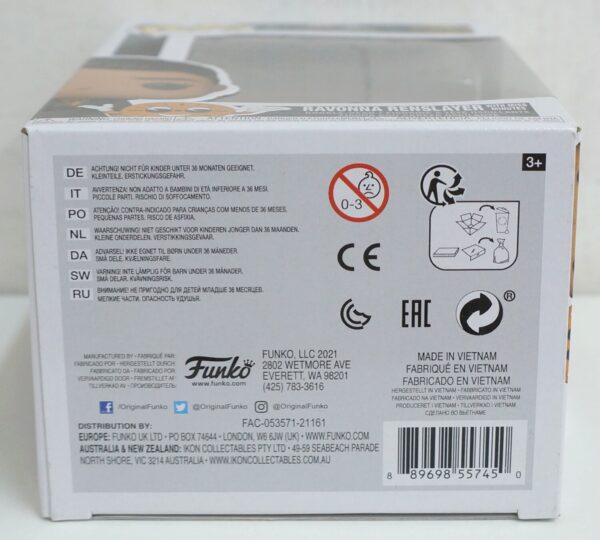 RAVONNA RENSLAYER WITH MISS MINUTES
3+
DE ACHTUNG! NICHT FÜR KINDER UNTER 36 MONATEN GEEIGNET.
KLEINTEILE. ERSTICKUNGSGEFAHR.
IT AVVERTENZA: NON ADATTO A BAMBINI DI ETÀ INFERIORE A 36 MESI.
PICCOLE PARTI. RISCHIO DI SOFFOCAMENTO.
PO ATENÇÃO!: CONTRA-INDICADO PARA CRIANÇAS COM MENOS DE 36 MESES,
PEQUENAS PARTES. RISCO DE ASFIXIA.
NL WAARSCHUWING! NIET GESCHIKT VOOR KINDEREN JONGER DAN 36 MAANDEN.
KLEINE ONDERDELEN. VERSTIKKINGSGEVAAR.
DA ADVARSEL! IKKE EGNET TIL BØRN UNDER 36 MÅNEDER.
SMÅ DELE. KVÆLNINGSFARE.
SW VARNING! INTE LÄMPLIG FÖR BARN UNDER 36 MÅNADER.
SMÅ DELAR. KVÄVNINGSRISK.
RU ВНИМАНИЕ! НЕ ПРИГОДНО ДЛЯ ДЕТЕЙ МЛАДШЕ 36 МЕСЯЦЕВ.
МЕЛКИЕ ЧАСТИ. ОПАСНОСТЬ УДУШЬЯ.
0-3
CE
EAC
®
MANUFACTURED BY • FABRIQUÉ PAR:
FABRICADO POR • HERGESTELLT DURCH
FABBRICATO DA • FABRICADO POR
VERVAARDIGD DOOR • FREMSTILLET AF
TILLVERKAD AV • ПРОИЗВОДИТЕЛЬ
Funko
www.funko.com
FUNKO, LLC 2021
2802 WETMORE AVE
EVERETT, WA 98201
(425) 783-3616
MADE IN VIETNAM
FABRIQUÉ EN VIETNAM
FABRICADO EN VIETNAM
HERGESTELLT IN VIETNAM • FABBRICATO IN VIETNAM
FABRICADO NA VIETNAM • VERVAARDIGD IN VIETNAM
PRODUCERET I VIETNAM • TILLVERKAD I VIETNAM
СДЕЛАНО ВО ВЬЕТНАМЕ
/OriginalFunko @OriginalFunko @OriginalFunko
FAC-053571-21161
DISTRIBUTION BY:
EUROPE: FUNKO UK LTD • PO BOX 74644 • LONDON, W6 6JW (UK) • WWW.FUNKO.COM
AUSTRALIA & NEW ZEALAND: IKON COLLECTABLES PTY LTD • 49-59 SEABEACH PARADE
NORTH SHORE, VIC 3214 AUSTRALIA • WWW.IKONCOLLECTABLES.COM.AU
8 89698 55745 0